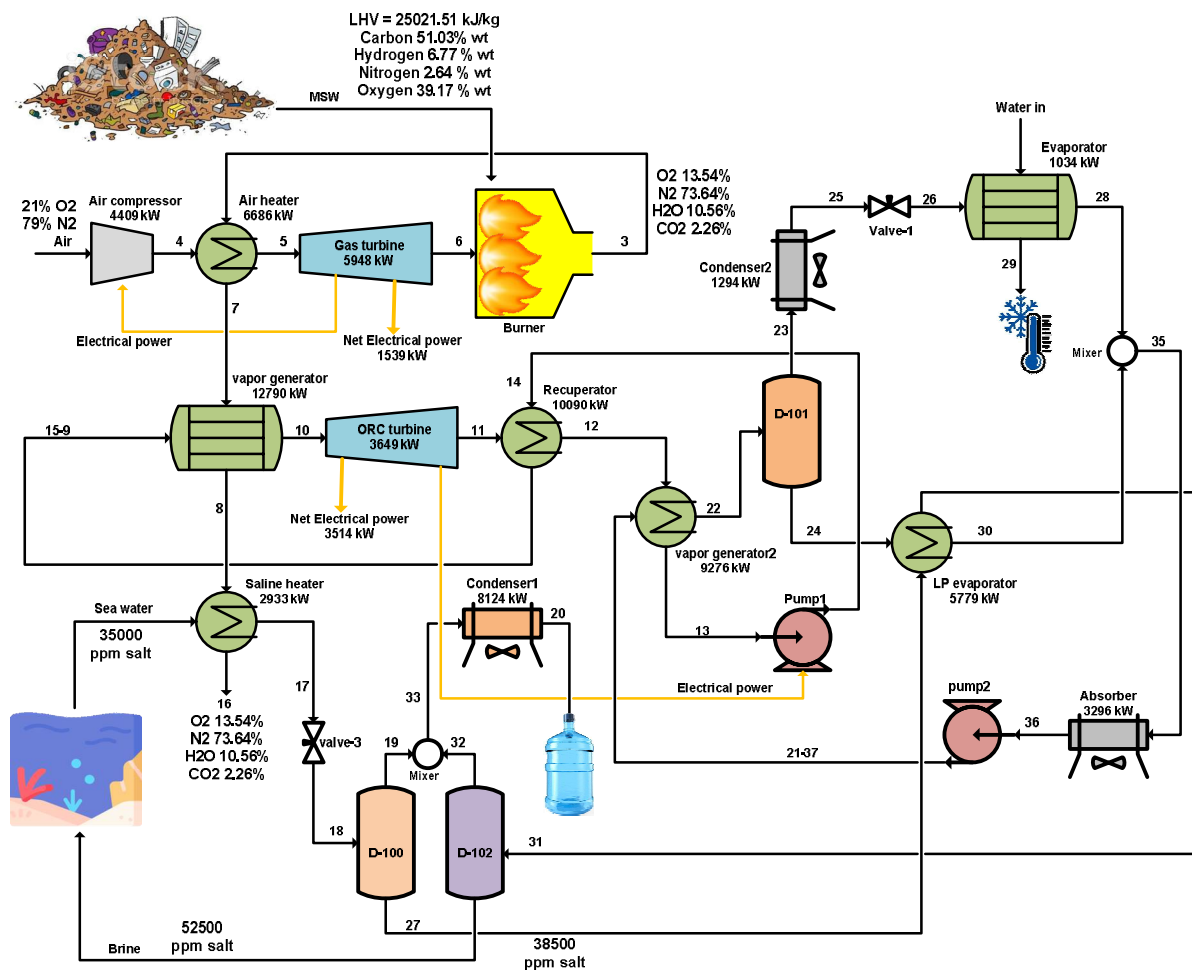 LHV = 25021.51 kJ/kg
Carbon 51.03% wt
Hydrogen 6.77 % wt
Nitrogen 2.64 % wt
Oxygen 39.17 % wt
MSW
Water in
Evaporator
1034 kW
21% O2
79% N2
Air
Air compressor
4409 kW
4
Air heater
6686 kW
5
Gas turbine
5948 kW
6
Burner
3
O2 13.54%
N2 73.64%
H2O 10.56%
CO2 2.26%
25
Valve-1
26
28
29
Condenser2
1294 kW
23
7
Electrical power
Net Electrical power
1539 kW
Mixer
35
vapor generator
12790 kW
15-9
10
ORC turbine
3649 kW
11
14
Recuperator
10090 kW
12
D-101
8
Net Electrical power
3514 kW
22
vapor generator2
9276 kW
24
30
LP evaporator
5779 kW
Saline heater
2933 kW
Sea water
35000
ppm salt
Condenser1
8124 kW
20
13
Pump1
Electrical power
16
O2 13.54%
N2 73.64%
H2O 10.56%
CO2 2.26%
17
valve-3
33
19
32
Mixer
21-37
pump2
36
Absorber
3296 kW
18
D-100
D-102
31
27
52500
ppm salt
Brine
38500
ppm salt